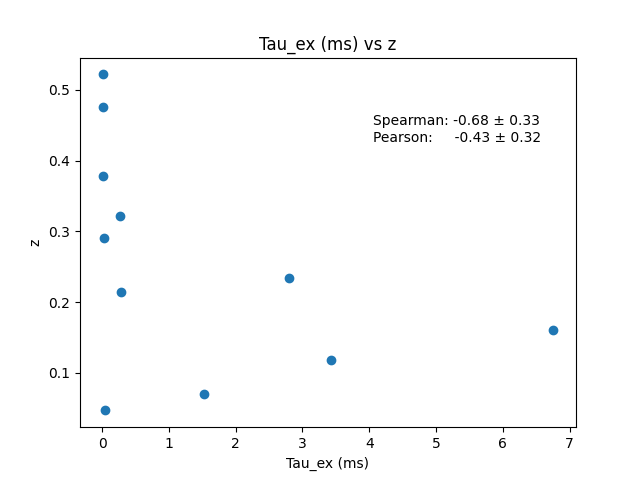 Tau_ex (ms) vs z
Spearman: -0.68 ± 0.33
Pearson: -0.43 ± 0.32
0.5
0.4
0.3
0.2
0.1
z
0 1 2 3 4 5 6 7
Tau_ex (ms)